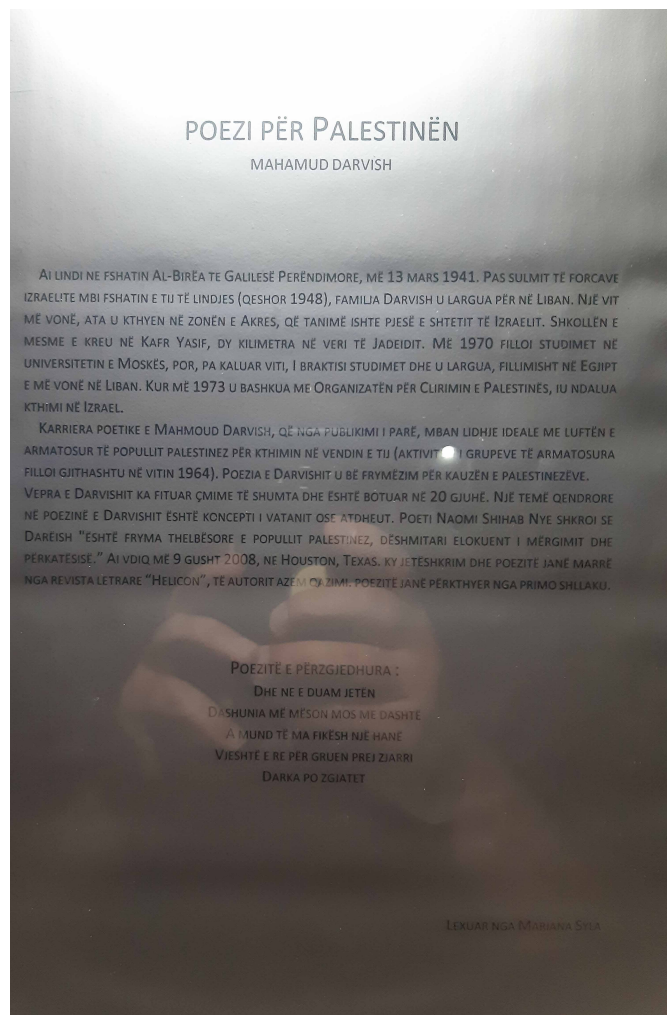 POEZI PËR PALESTINËN
MAHAMUD DARVISH
AI LINDI NE FSHATIN AL-BIRËA TE GALILESË PERËNDIMORE, MË 13 MARS 1941. PAS SULMIT TË FORCAVE
IZRAELITE MBI FSHATIN E TIJ TË LINDJES (QESHOR 1948), FAMILJA DARVISH U LARGUA PËR NË LIBAN. NJË VIT
MË VONË, ATA U KTHYEN NË ZONËN E AKRES, QË TANIMË ISHTE PJESË E SHTETIT TË IZRAELIT. SHKOLLËN E
MESME E KREU NË KAFR YASIF, DY KILIMETRA NË VERI TË JADEIDIT. MË 1970 FILLOI STUDIMET NË
UNIVERSITETIN E MOSKËS, POR, PA KALUAR VITI, I BRAKTISI STUDIMET DHE U LARGUA, FILLIMISHT NË EGJIPT
E MË VONË NË LIBAN. KUR MË 1973 U BASHKUA ME ORGANIZATËN PËR CLIRIMIN E PALESTINËS, IU NDALUA
KTHIMI NË IZRAEL.
KARRIERA POETIKE E MAHMOUD DARVISH, QË NGA PUBLIKIMI I PARË, MBAN LIDHJE IDEALE ME LUFTËN E
ARMATOSUR TË POPULLIT PALESTINEZ PËR KTHIMIN NË VENDIN E TIJ (I GRUPEVE TË ARMATOSURA
FILLOI GJITHASHTU NË VITIN 1964). POEZIA E DARVISHIT U BË FRYMËZIM PËR KAUZËN E PALESTINEZËVE.
VEPRA E DARVISHIT KA FITUAR ÇMIME TË SHUMTA DHE ËSHTË BOTUAR NË 20 GJUHË. NJË TEMË QENDRORE
NË POEZINË E DARVISHIT ËSHTË KONCEPTI I VATANIT OSE ATDHEUT. POETI NAOMI SHIHAB NYE SHKROI SE
DARËISH "ËSHTË FRYMA THELBËSORE E POPULLIT PALESTINEZ, DËSHMITARI ELOKUENT I MËRGIMIT DHE
PËRKATËSISË." AI VDIQ MË 9 GUSHT 2008, NE HOUSTON, TEXAS. KY JETËSHKRIM DHE POEZITË JANË MARRË
NGA REVISTA LETRARE "HELICON", TË AUTORIT AZEM POEZITË JANË PËRKTHYER NGA PRIMO SHLLAKU.
POEZITË E PËRZGJEDHURA :
DHE NE E DUAM JETËN
DASHUNIA MË MËSON MOS ME DASHTË
A MUND TË MA FIKËSH NJË HANË
VJESHTË E RE PËR GRUEN PREJ ZJARRI
DARKA PO ZGJATET
LEXUAR NGA MARJANA